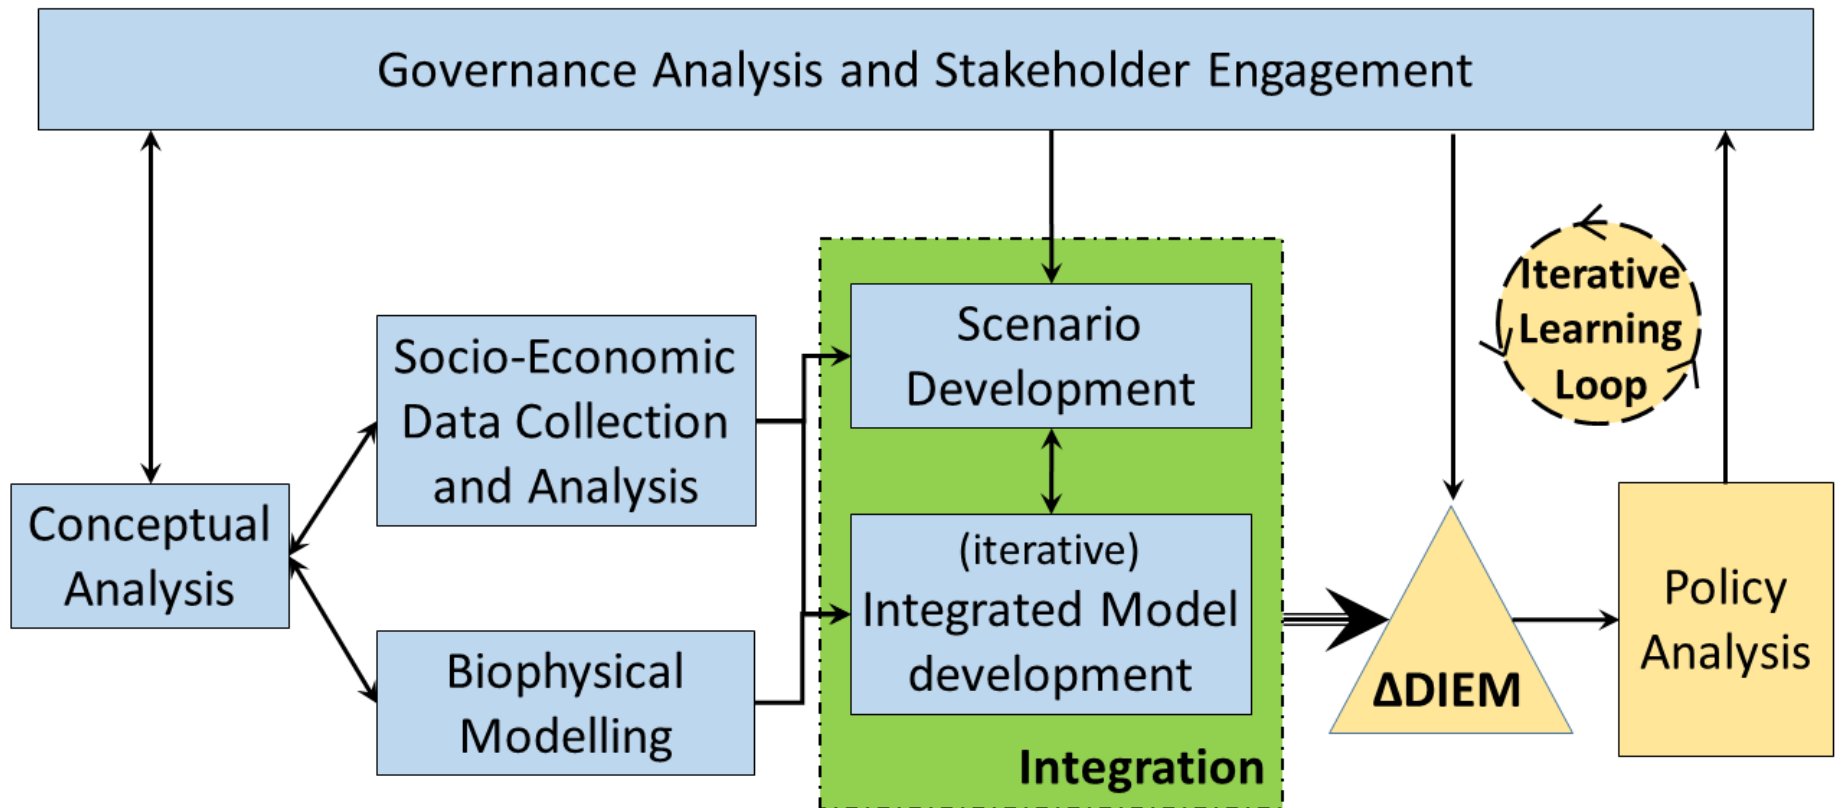 Governance Analysis and Stakeholder Engagement
Iterative
Learning
Loop
Scenario
Development
Socio-Economic
Data Collection
and Analysis
Conceptual
Analysis
(iterative)
Integrated Model
development
Policy
Analysis
Biophysical
Modelling
ΔDIEM
Integration